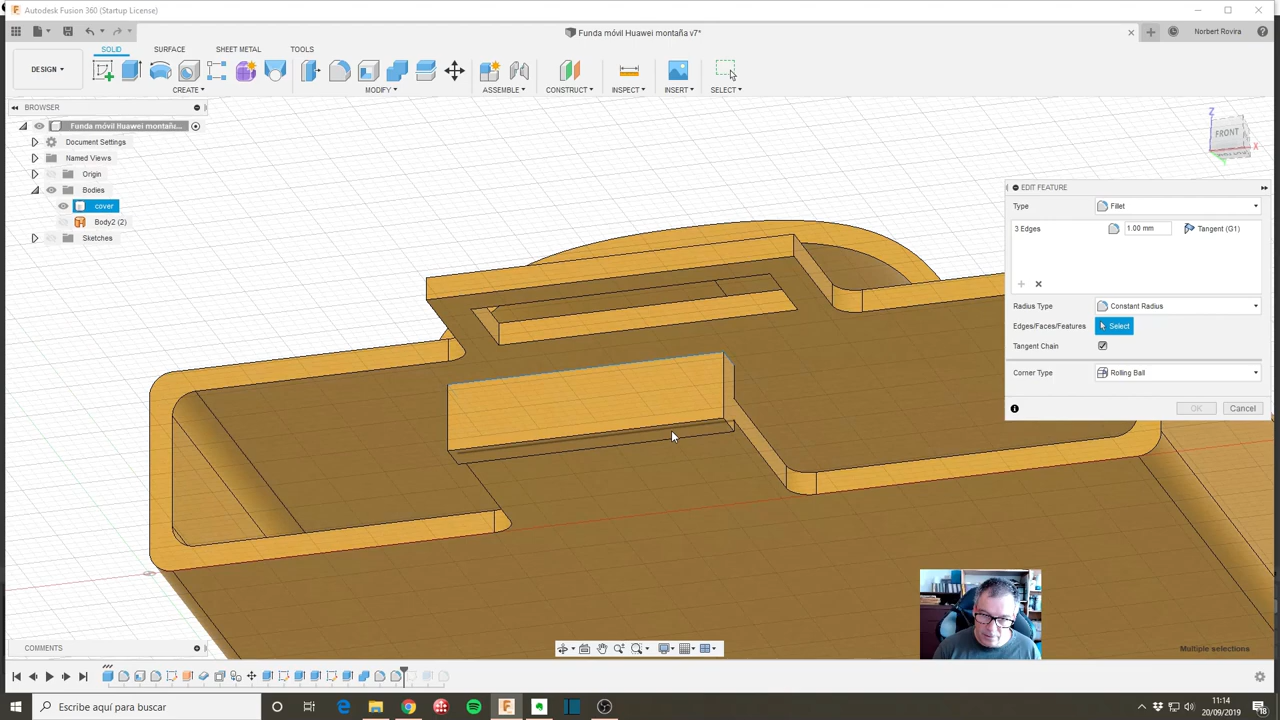 Autodesk Fusion 360 (Startup License)
Funda móvil Huawei montaña v7*
Norbert Rovira
DESIGN
SOLID
SURFACE
SHEET METAL
TOOLS
CREATE
MODIFY
ASSEMBLE
CONSTRUCT
INSPECT
INSERT
SELECT
BROWSER
Funda móvil Huawei montañ...
Document Settings
Named Views
Origin
Bodies
cover
Body2 (2)
Sketches
Z
FRONT
X
EDIT FEATURE
Type
Fillet
3 Edges
1.00 mm
Tangent (G1)
Radius Type
Constant Radius
Edges/Faces/Features
Select
Tangent Chain
Corner Type
Rolling Ball
OK
Cancel
COMMENTS
Multiple selections
Escribe aquí para buscar
11:14
20/09/2019
18